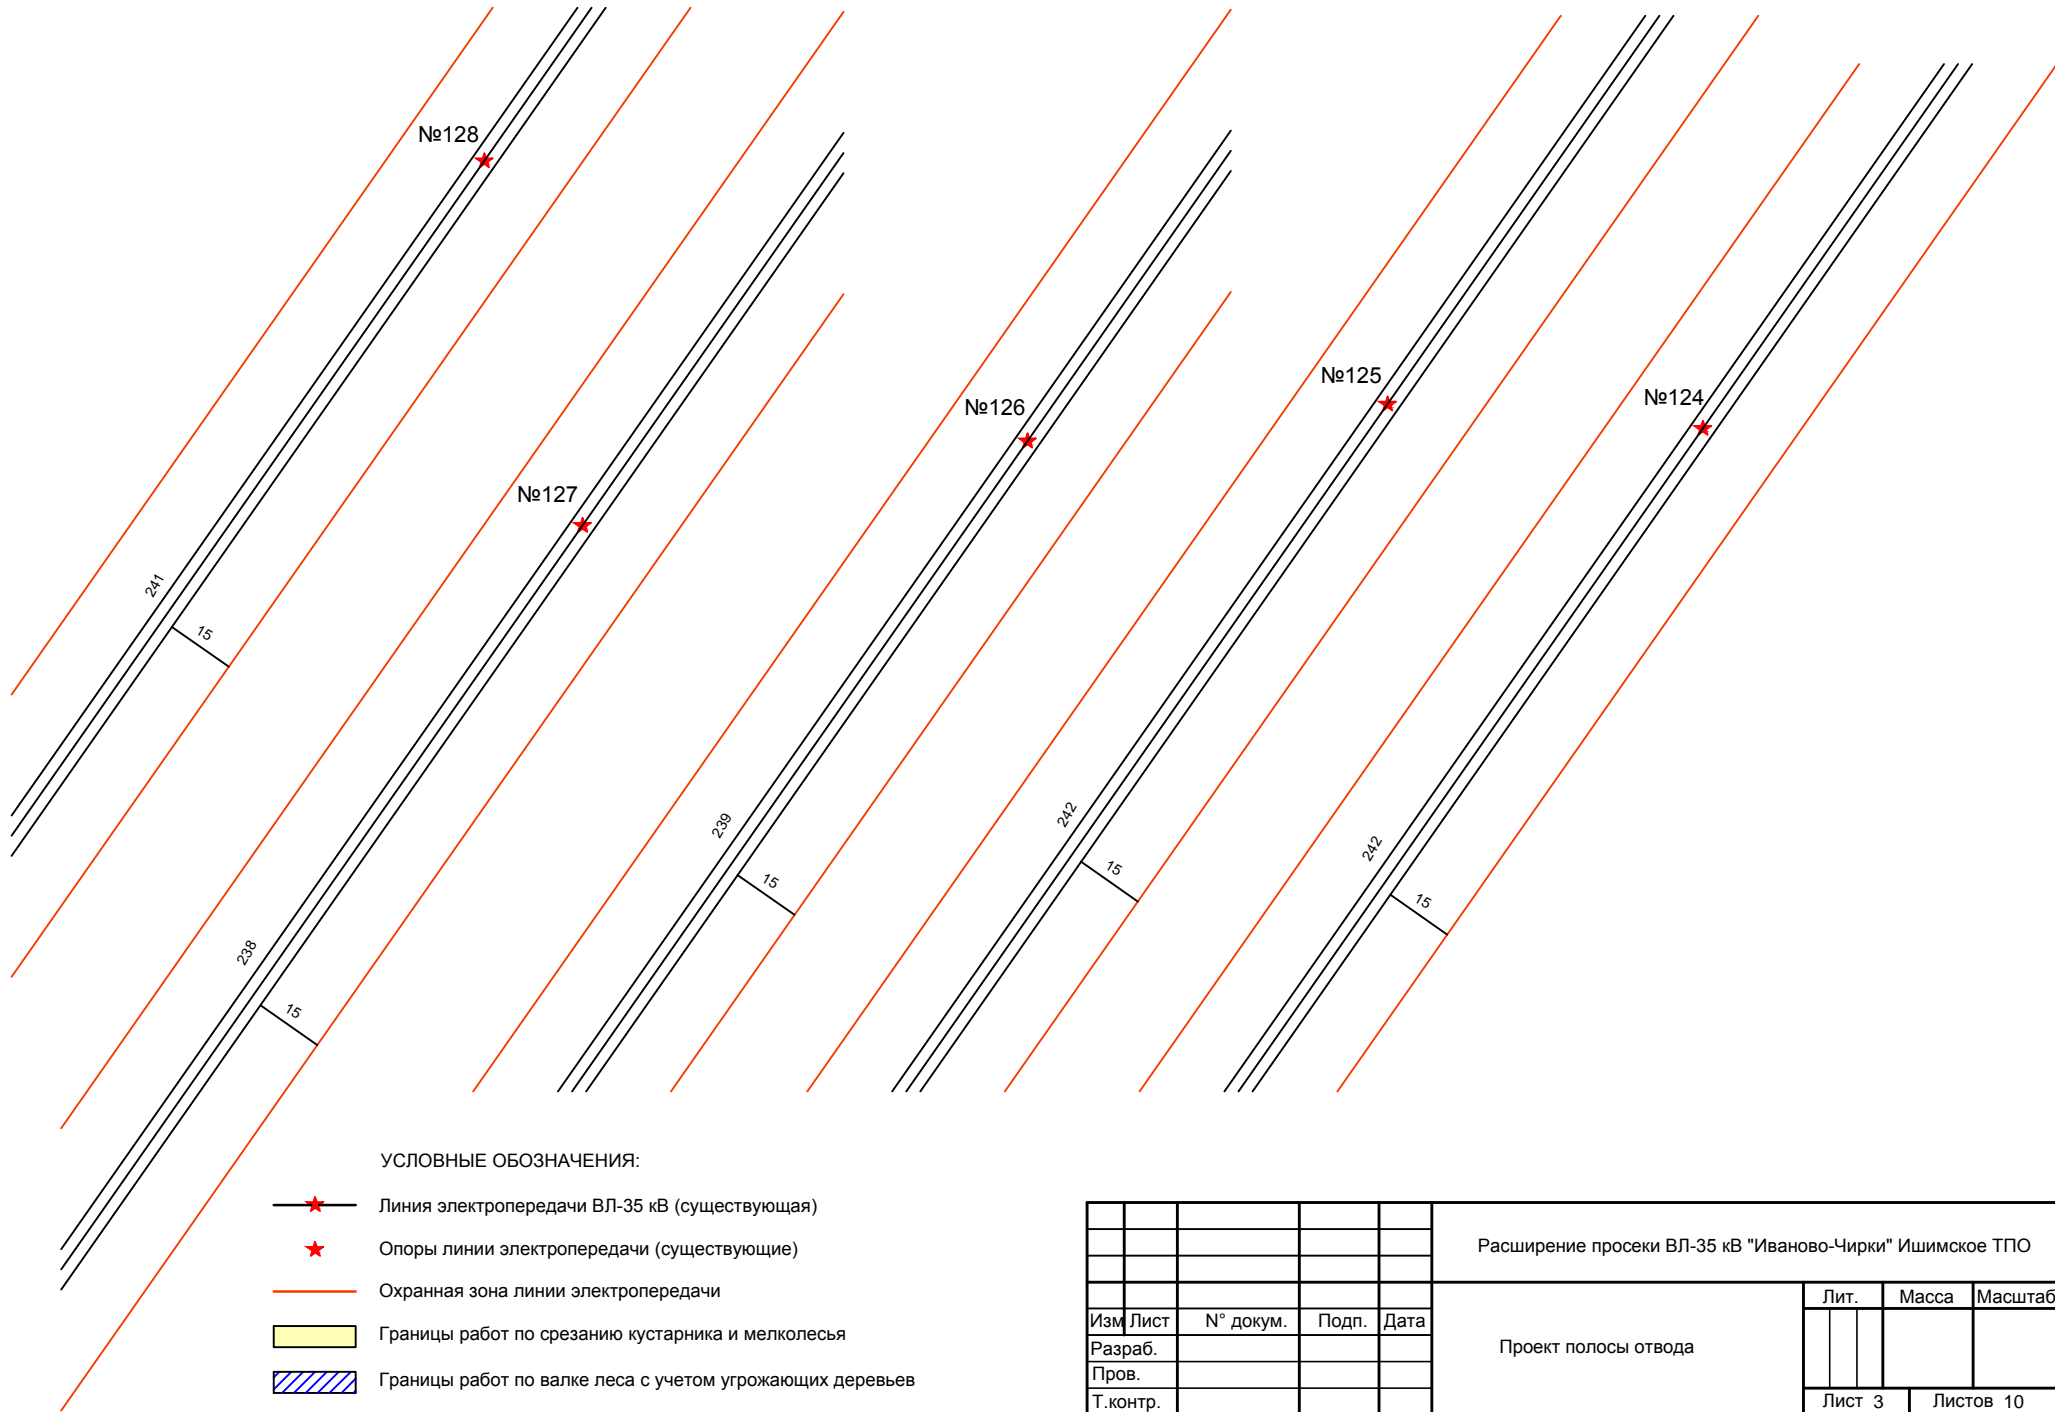 №128
№125
№124
№126
№127
241
15
239
15
242
15
242
15
238
15
УСЛОВНЫЕ ОБОЗНАЧЕНИЯ:
Линия электропередачи ВЛ-35 кВ (существующая)
Опоры линии электропередачи (существующие)
Охранная зона линии электропередачи
Границы работ по срезанию кустарника и мелколесья
Границы работ по валке леса с учетом угрожающих деревьев
Расширение просеки ВЛ-35 кВ "Иваново-Чирки" Ишимское ТПО
Лит. Масса Масштаб
Изм Лист N° докум. Подп. Дата
Разраб.
Проект полосы отвода
Пров.
Т.контр.
Лист 3 Листов 10